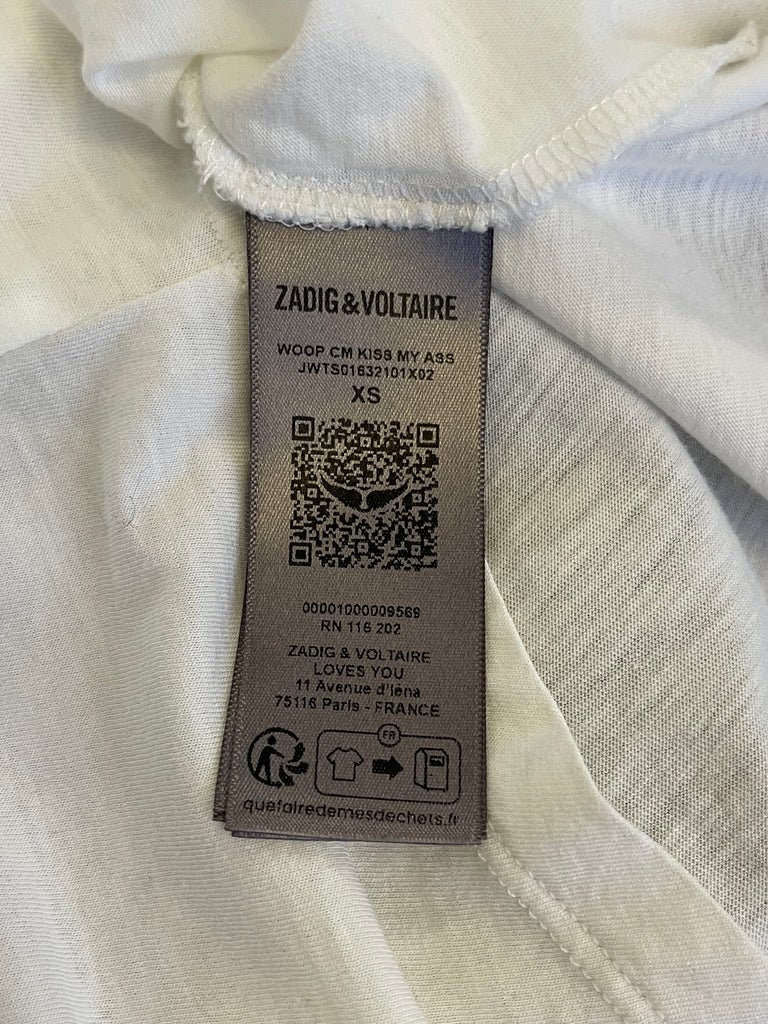 ZADIG & VOLTAIRE
WOOP CM KISS MY ASS
JWTS01632101X02
XS
00001000009569
RN 116 202
ZADIG & VOLTAIRE
LOVES YOU
11 Avenue d'Iéna
75116 Paris - FRANCE
FR
quefairedemesdechets.fr